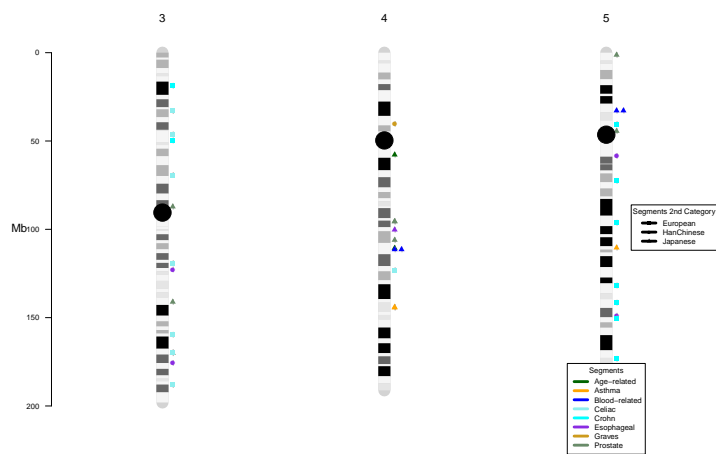 3 4 5
0
50
Mb
100
150
200
Segments 2nd Category
European
HanChinese
Japanese
Segments
Age−related
Asthma
Blood−related
Celiac
Crohn
Esophageal
Graves
Prostate